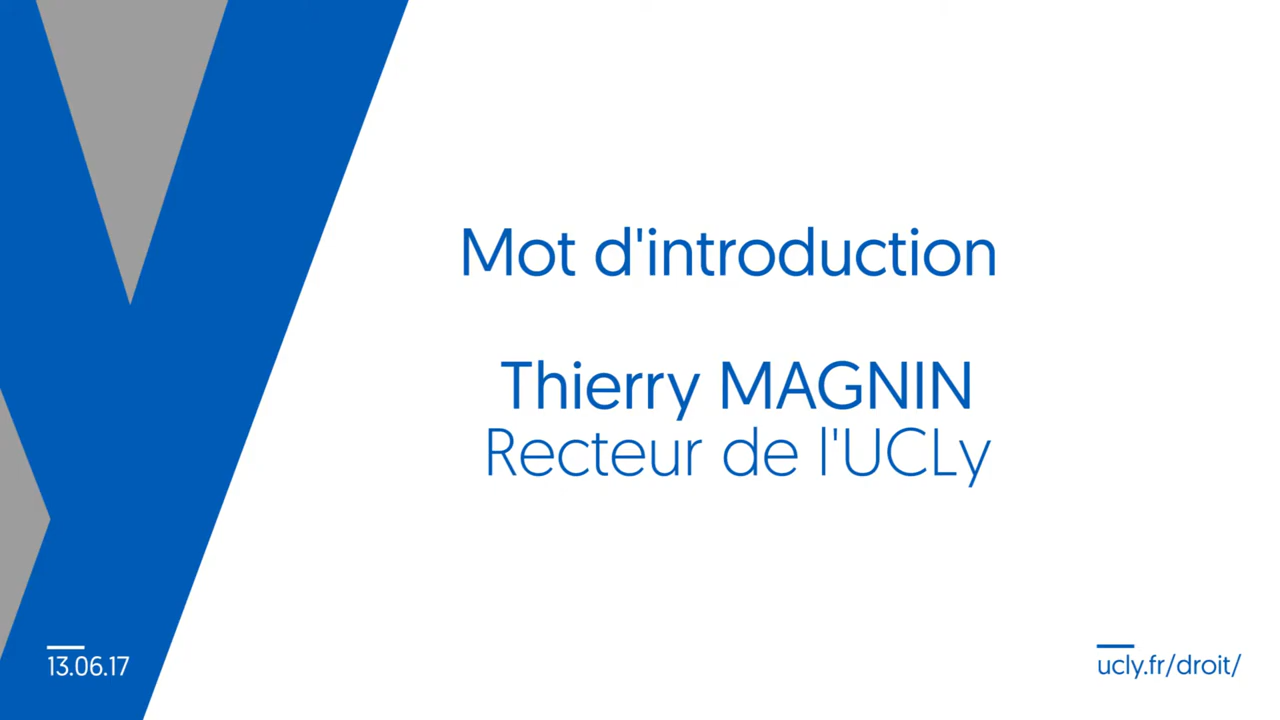 Mot d'introduction
Thierry MAGNIN
Recteur de l'UCLy
13.06.17
ucly.fr/droit/